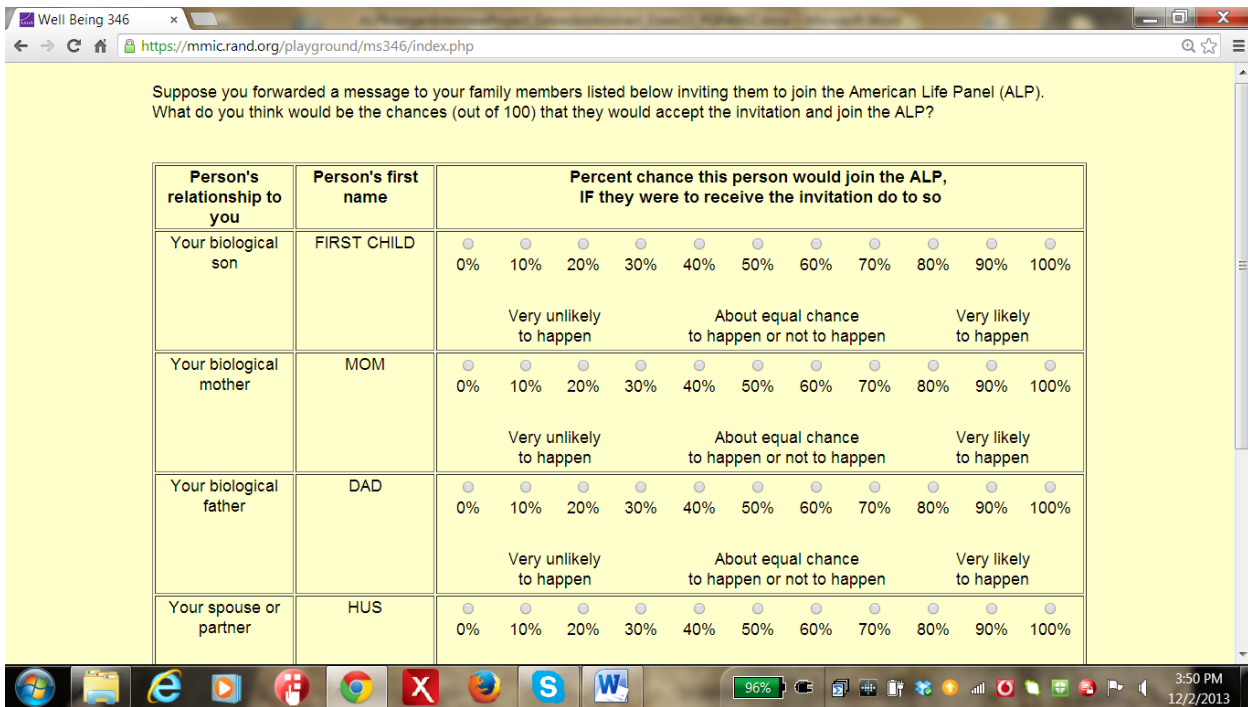 Well Being 346
https://mmic.rand.org/playground/ms346/index.php
Suppose you forwarded a message to your family members listed below inviting them to join the American Life Panel (ALP).
What do you think would be the chances (out of 100) that they would accept the invitation and join the ALP?
Person's relationship to you
Person's first name
Percent chance this person would join the ALP,
IF they were to receive the invitation do to so
Your biological son
FIRST CHILD
0% 10% 20% 30% 40% 50% 60% 70% 80% 90% 100%
Very unlikely to happen
About equal chance to happen or not to happen
Very likely to happen
Your biological mother
MOM
0% 10% 20% 30% 40% 50% 60% 70% 80% 90% 100%
Very unlikely to happen
About equal chance to happen or not to happen
Very likely to happen
Your biological father
DAD
0% 10% 20% 30% 40% 50% 60% 70% 80% 90% 100%
Very unlikely to happen
About equal chance to happen or not to happen
Very likely to happen
Your spouse or partner
HUS
0% 10% 20% 30% 40% 50% 60% 70% 80% 90% 100%
96%
3:50 PM
12/2/2013